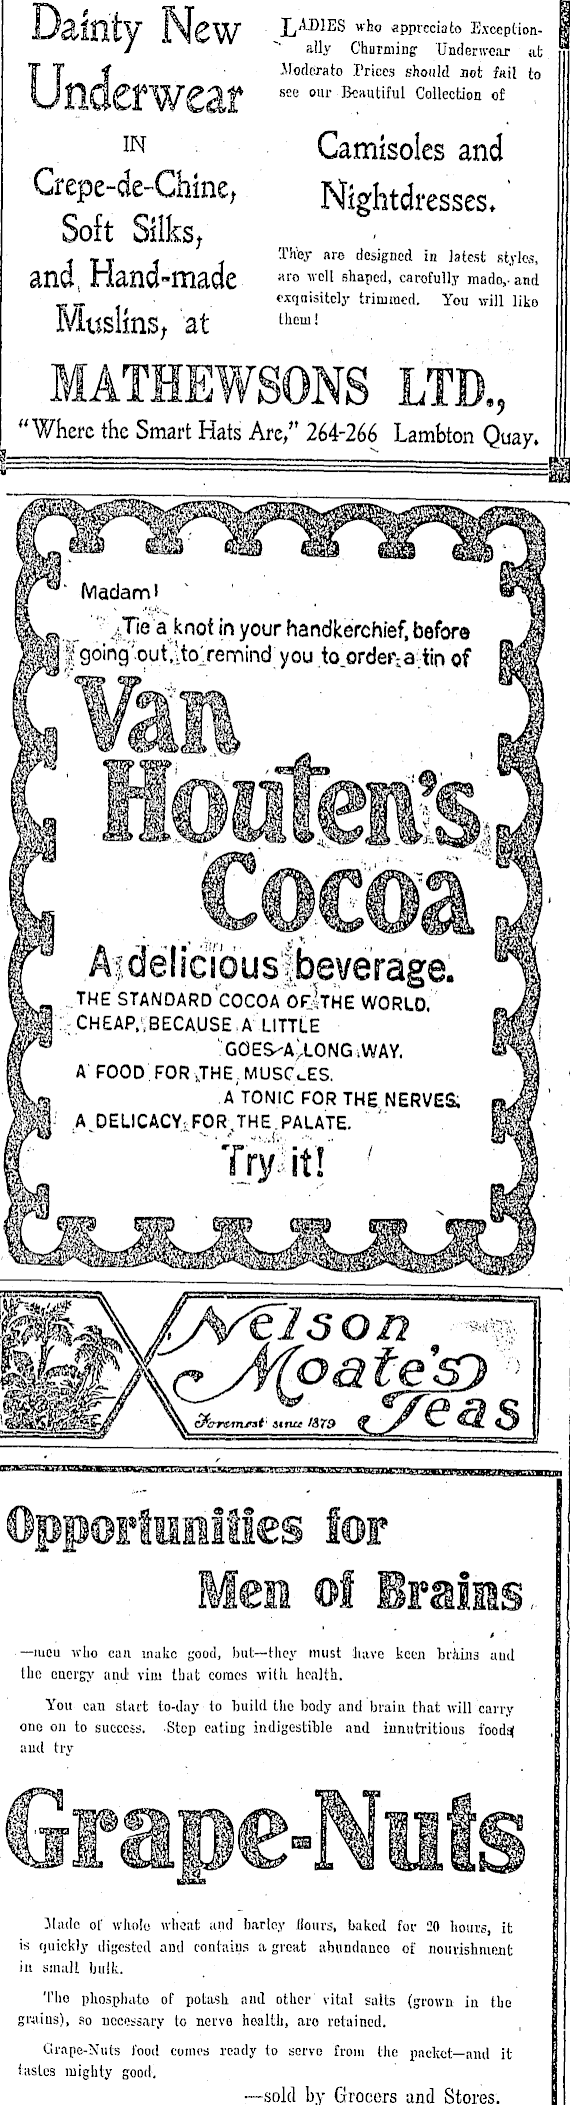 Dainty New
Underwear
IN
Crepe-de-Chine,
Soft Silks,
and Hand-made
Muslins, at
LADIES who appreciate Exception-
ally Charming Underwear at
Moderate Prices should not fail to
see our Beautiful Collection of
Camisoles and
Nightdresses.
They are designed in latest styles,
are well shaped, carefully made, and
exquisitely trimmed. You will like
them!
MATHEWSONS LTD.,
"Where the Smart Hats Are," 264-266 Lambton Quay.
Madam!
Tie a knot in your handkerchief, before
going out, to remind you to order a tin of
Van
Houten's
Cocoa
A delicious beverage.
THE STANDARD COCOA OF THE WORLD.
CHEAP, BECAUSE A LITTLE
GOES A LONG WAY.
A FOOD FOR THE MUSCLES.
A TONIC FOR THE NERVES.
A DELICACY FOR THE PALATE.
Try it!
Nelson
Moate's
Teas
Foremost since 1879
Opportunities for
Men of Brains
—men who can make good, but—they must have keen brains and
the energy and vim that comes with health.
You can start to-day to build the body and brain that will carry
one on to success. Stop eating indigestible and innutritious foods
and try
Grape-Nuts
Made of whole wheat and barley flours, baked for 20 hours, it
is quickly digested and contains a great abundance of nourishment
in small bulk.
The phosphate of potash and other vital salts (grown in the
grains), so necessary to nerve health, are retained.
Grape-Nuts food comes ready to serve from the packet—and it
tastes mighty good.
—sold by Grocers and Stores.